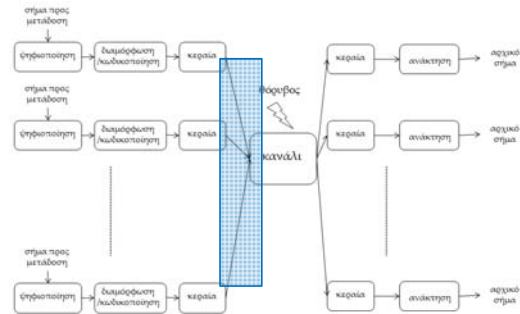 σήμα προς
μετάδοση
ψηφιοποίηση
διαμόρφωση
/κωδικοποίηση
κεραία
κεραία
ανάκτηση
αρχικό
σήμα
θόρυβος
σήμα προς
μετάδοση
ψηφιοποίηση
διαμόρφωση
/κωδικοποίηση
κεραία
κανάλι
κεραία
ανάκτηση
αρχικό
σήμα
σήμα προς
μετάδοση
ψηφιοποίηση
διαμόρφωση
/κωδικοποίηση
κεραία
κεραία
ανάκτηση
αρχικό
σήμα